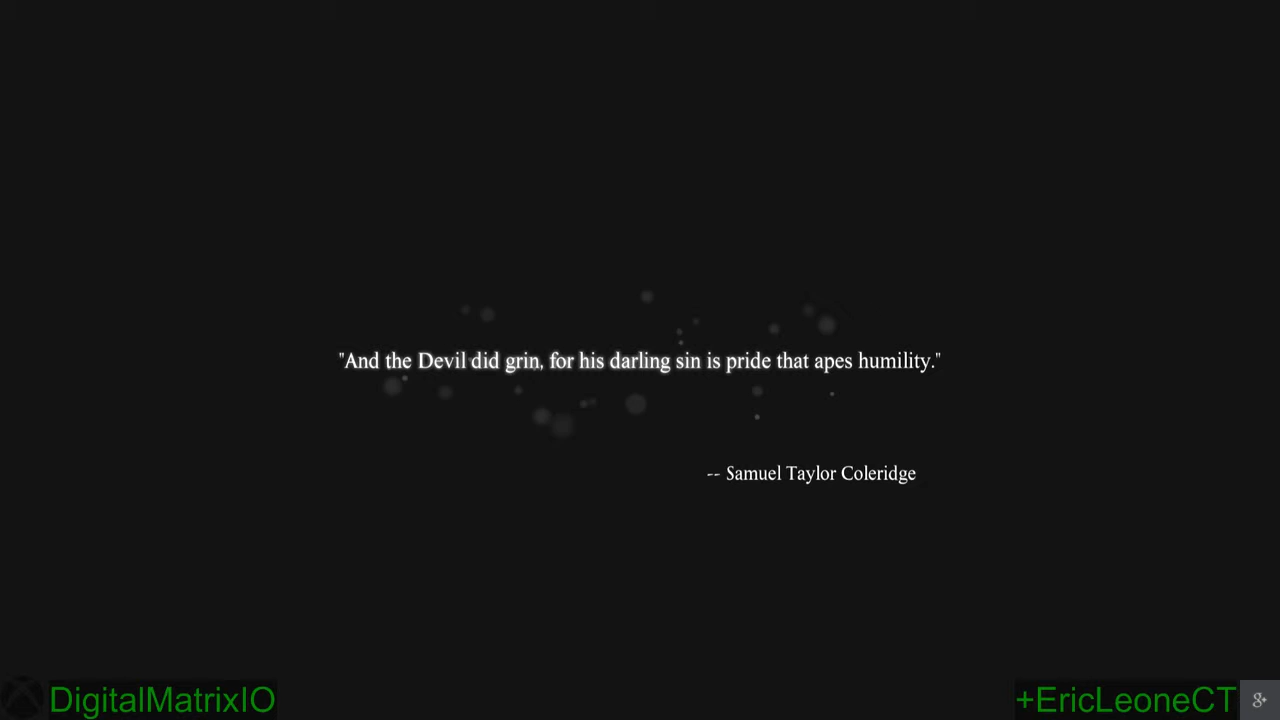 "And the Devil did grin, for his darling sin is pride that apes humility."
-- Samuel Taylor Coleridge
DigitalMatrixIO
+EricLeoneCT g+